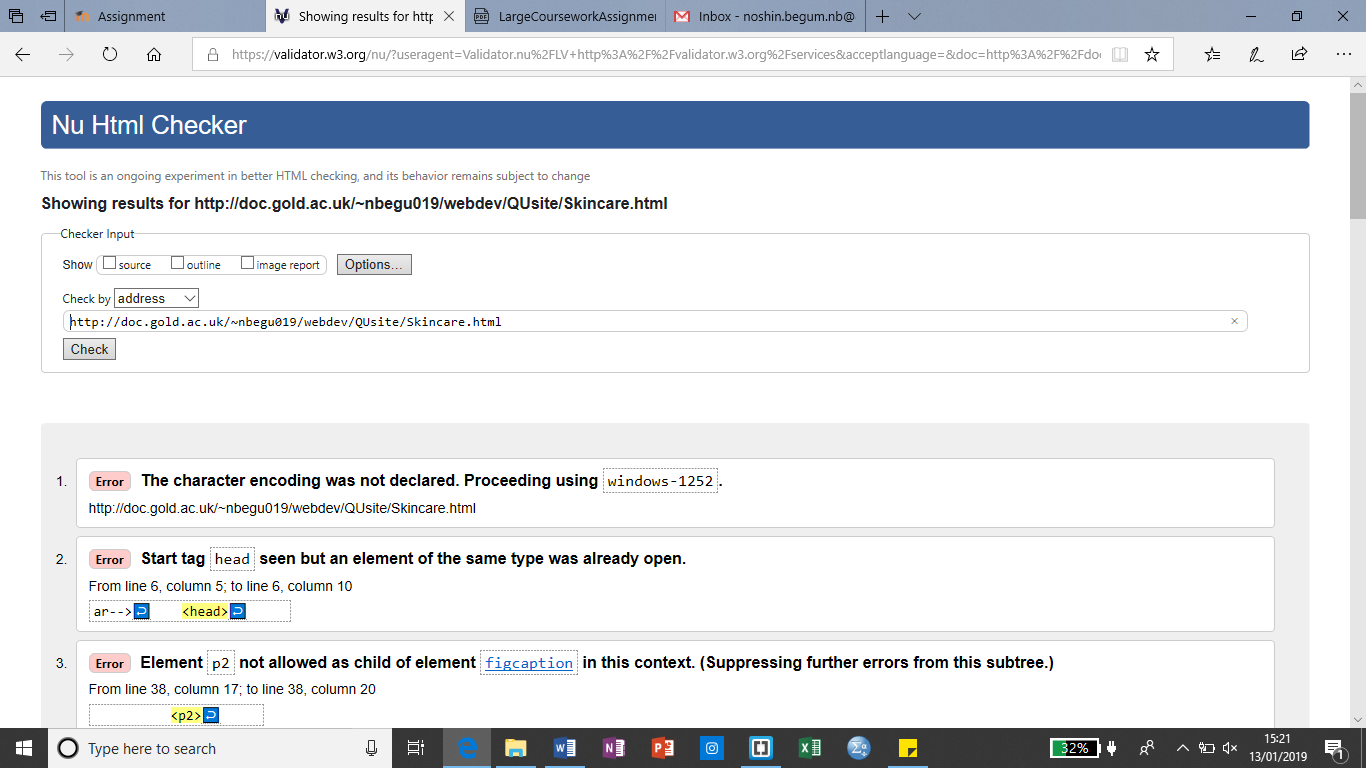 Assignment
Showing results for http
LargeCourseworkAssignmen
Inbox - noshin.begum.nb@
https://validator.w3.org/nu/?useragent=Validator.nu%2FLV+http%3A%2F%2Fvalidator.w3.org%2Fservices&acceptlanguage=&doc=http%3A%2F%2Fdo
Nu Html Checker
This tool is an ongoing experiment in better HTML checking, and its behavior remains subject to change
Showing results for http://doc.gold.ac.uk/~nbegu019/webdev/QUsite/Skincare.html
Checker Input
Show source outline image report Options...
Check by address
http://doc.gold.ac.uk/~nbegu019/webdev/QUsite/Skincare.html
Check
1. Error The character encoding was not declared. Proceeding using windows-1252.
http://doc.gold.ac.uk/~nbegu019/webdev/QUsite/Skincare.html
2. Error Start tag head seen but an element of the same type was already open.
From line 6, column 5; to line 6, column 10
ar-->↩ <head>↩
3. Error Element p2 not allowed as child of element figcaption in this context. (Suppressing further errors from this subtree.)
From line 38, column 17; to line 38, column 20
<p2>↩
Type here to search
32%
15:21
13/01/2019
1